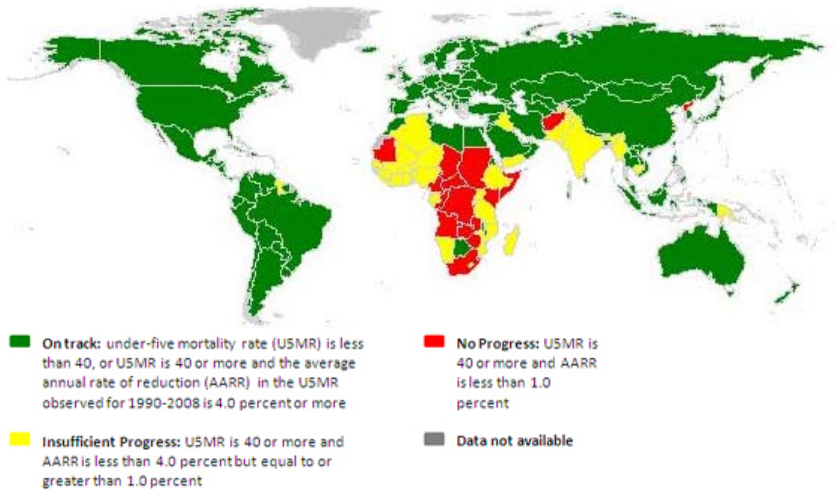 On track: under-five mortality rate (U5MR) is less
than 40, or U5MR is 40 or more and the average
annual rate of reduction (AARR) in the U5MR
observed for 1990-2008 is 4.0 percent or more
Insufficient Progress: U5MR is 40 or more and
AARR is less than 4.0 percent but equal to or
greater than 1.0 percent
No Progress: U5MR is
40 or more and AARR
is less than 1.0
percent
Data not available